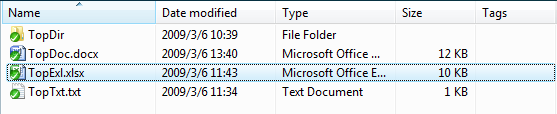 Name Date modified Type Size Tags
TopDir 2009/3/6 10:39 File Folder
TopDoc.docx 2009/3/6 13:40 Microsoft Office ... 12 KB
TopExl.xlsx 2009/3/6 11:43 Microsoft Office E... 10 KB
TopTxt.txt 2009/3/6 11:34 Text Document 1 KB